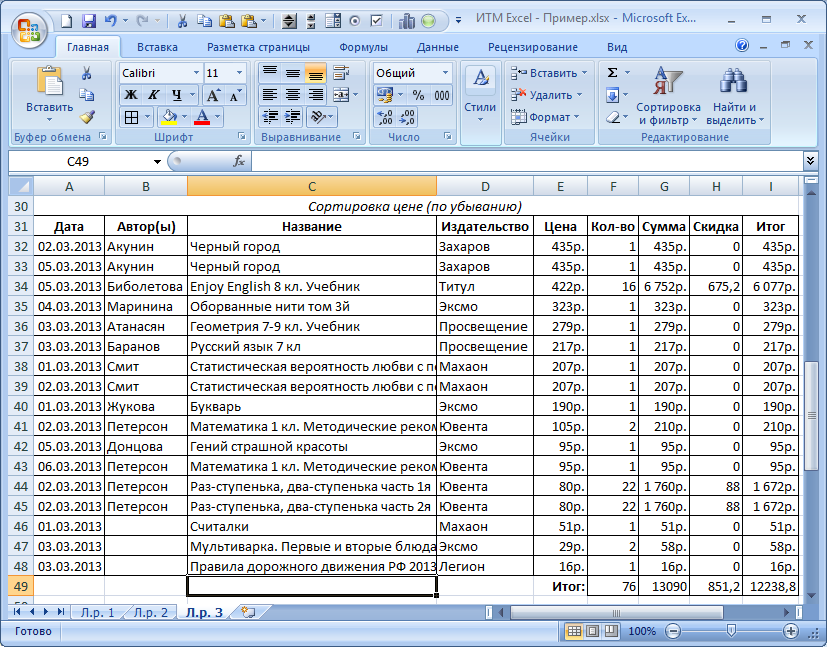 ИТМ Excel - Пример.xlsx - Microsoft Ex...
Главная Вставка Разметка страницы Формулы Данные Рецензирование Вид
Вставить Calibri 11 Общий Стили Вставить Σ
Ж К Ч A A % 000 Удалить Сортировка и фильтр Найти и выделить
A Формат
Буфер обмена Шрифт Выравнивание Число Ячейки Редактирование
C49 fx
A B C D E F G H I
30 Сортировка цене (по убыванию)
31 Дата Автор(ы) Название Издательство Цена Кол-во Сумма Скидка Итог
32 02.03.2013 Акунин Черный город Захаров 435р. 1 435р. 0 435р.
33 05.03.2013 Акунин Черный город Захаров 435р. 1 435р. 0 435р.
34 05.03.2013 Биболетова Enjoy English 8 кл. Учебник Титул 422р. 16 6 752р. 675,2 6 077р.
35 04.03.2013 Маринина Оборванные нити том 3й Эксмо 323р. 1 323р. 0 323р.
36 03.03.2013 Атанасян Геометрия 7-9 кл. Учебник Просвещение 279р. 1 279р. 0 279р.
37 03.03.2013 Баранов Русский язык 7 кл Просвещение 217р. 1 217р. 0 217р.
38 01.03.2013 Смит Статистическая вероятность любви с п Махаон 207р. 1 207р. 0 207р.
39 02.03.2013 Смит Статистическая вероятность любви с п Махаон 207р. 1 207р. 0 207р.
40 01.03.2013 Жукова Букварь Эксмо 190р. 1 190р. 0 190р.
41 02.03.2013 Петерсон Математика 1 кл. Методические реком Ювента 105р. 2 210р. 0 210р.
42 05.03.2013 Донцова Гений страшной красоты Эксмо 95р. 1 95р. 0 95р.
43 06.03.2013 Петерсон Математика 1 кл. Методические реком Ювента 95р. 1 95р. 0 95р.
44 02.03.2013 Петерсон Раз-ступенька, два-ступенька часть 1я Ювента 80р. 22 1 760р. 88 1 672р.
45 02.03.2013 Петерсон Раз-ступенька, два-ступенька часть 2я Ювента 80р. 22 1 760р. 88 1 672р.
46 01.03.2013 Считалки Махаон 51р. 1 51р. 0 51р.
47 03.03.2013 Мультиварка. Первые и вторые блюда Эксмо 29р. 2 58р. 0 58р.
48 03.03.2013 Правила дорожного движения РФ 2013 Легион 16р. 1 16р. 0 16р.
49 Итог: 76 13090 851,2 12238,8
Л.р. 1 Л.р. 2 Л.р. 3
Готово 100%